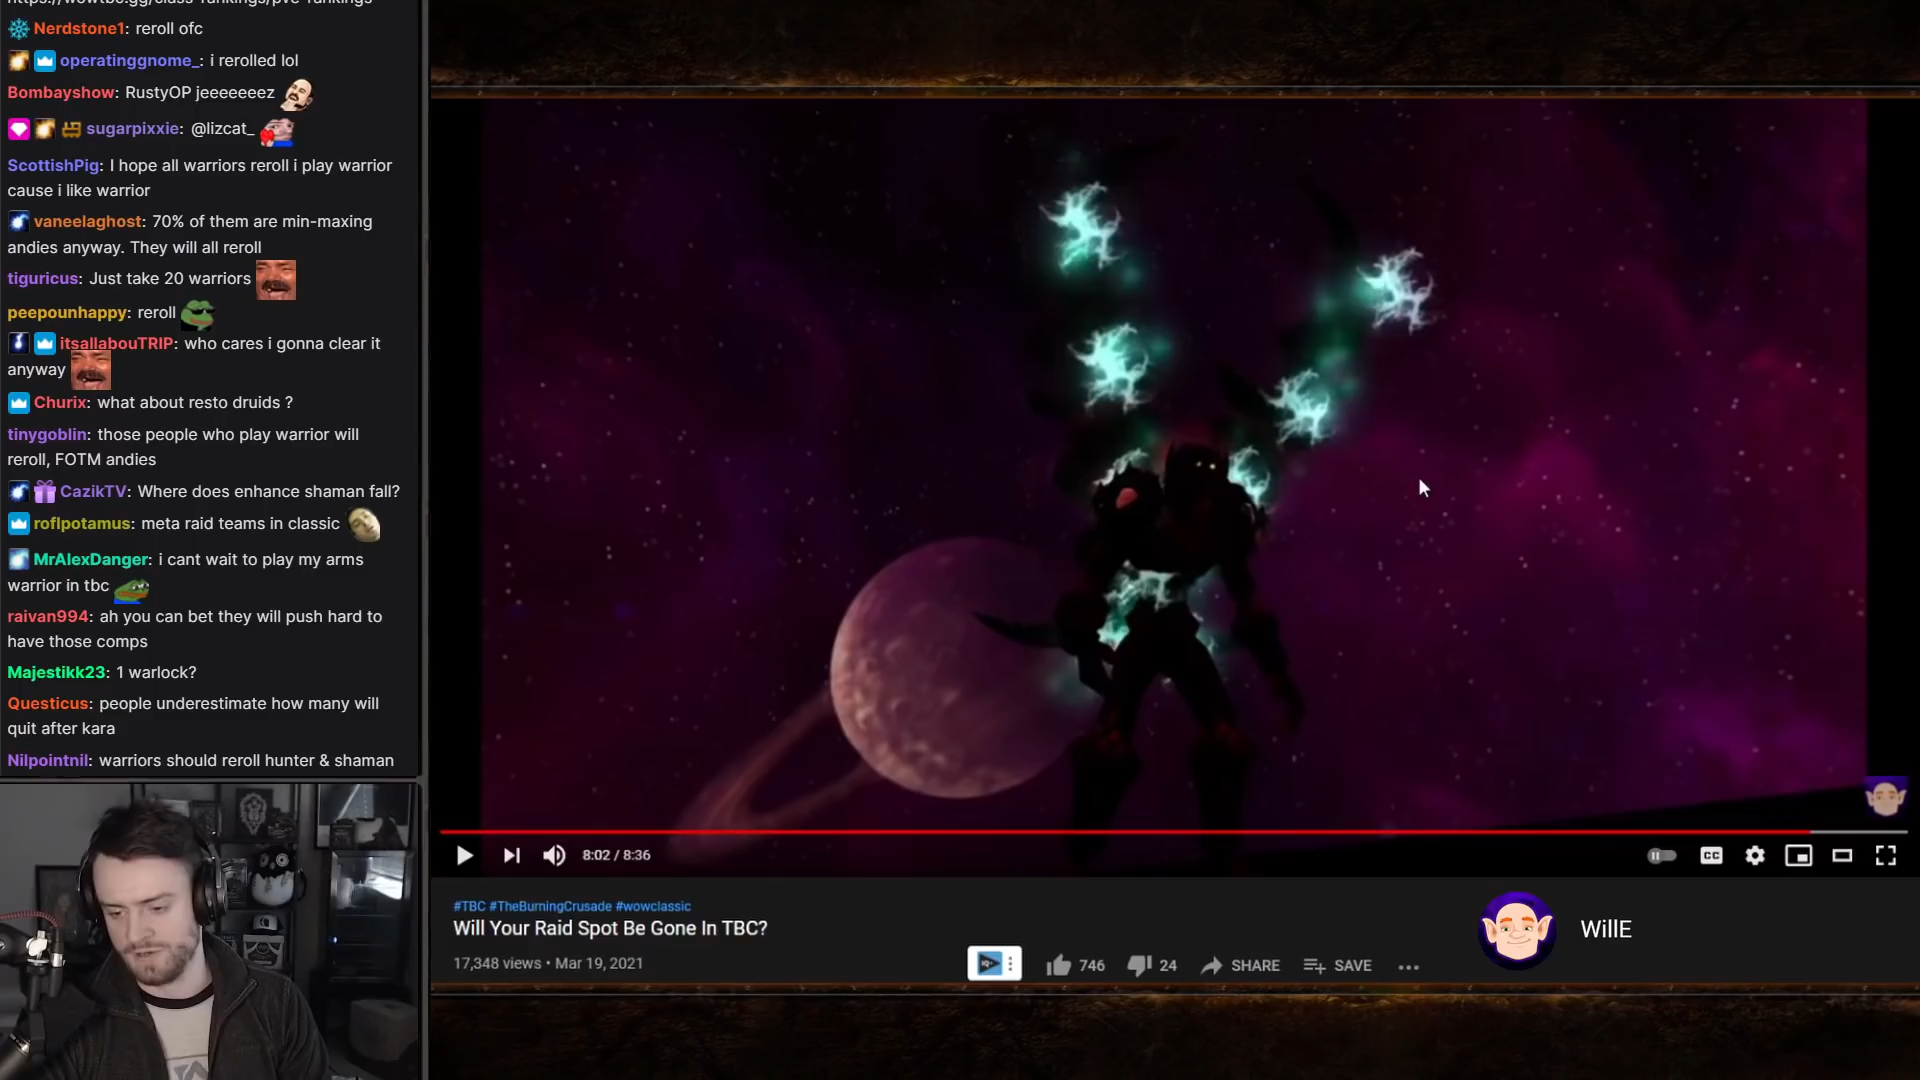 Nerdstone1: reroll ofc
operatinggnome_: i rerolled lol
Bombayshow: RustyOP jeeeeeeez
sugarpixxie: @lizcat_
ScottishPig: I hope all warriors reroll i play warrior
cause i like warrior
vaneelaghost: 70% of them are min-maxing
andies anyway. They will all reroll
tiguricus: Just take 20 warriors
peepounhappy: reroll
itsallabouTRIP: who cares i gonna clear it
anyway
Churix: what about resto druids ?
tinygoblin: those people who play warrior will
reroll, FOTM andies
CazikTV: Where does enhance shaman fall?
roflpotamus: meta raid teams in classic
MrAlexDanger: i cant wait to play my arms
warrior in tbc
raivan994: ah you can bet they will push hard to
have those comps
Majestikk23: 1 warlock?
Questicus: people underestimate how many will
quit after kara
Nilpointnil: warriors should reroll hunter & shaman
8:02 / 8:36
CC
#TBC #TheBurningCrusade #wowclassic
Will Your Raid Spot Be Gone In TBC?
17,348 views • Mar 19, 2021
746
24
SHARE
SAVE
WillE